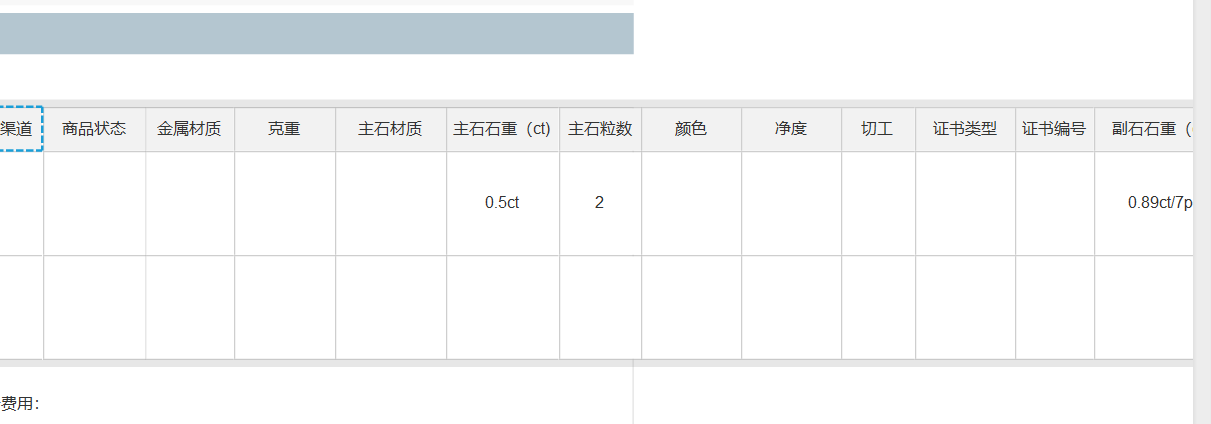 渠道 商品状态 金属材质 克重 主石材质 主石石重（ct) 主石粒数 颜色 净度 切工 证书类型 证书编号 副石石重（
0.5ct 2 0.89ct/7p
费用：